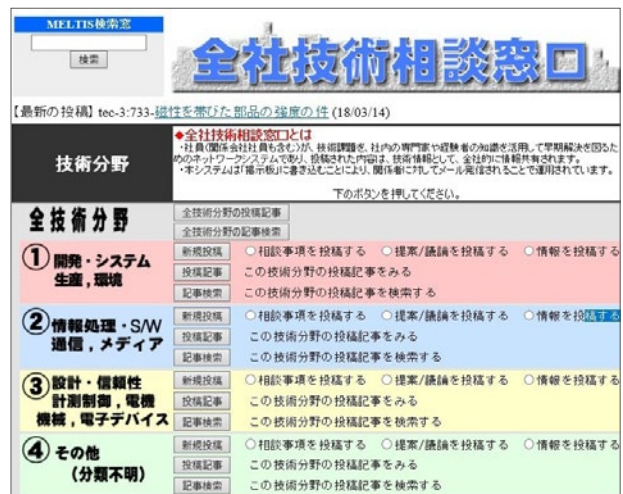 MELTIS検索窓
検索
全社技術相談窓口
【最新の投稿】 tec-3:733-磁性を帯びた部品の強度の件 (18/03/14)
技術分野
◆全社技術相談窓口とは
・社員(関係会社社員も含む)が、技術課題を、社内の専門家や経験者の知識を活用して早期解決を図るた
めのネットワークシステムであり、投稿された内容は、技術情報として、全社的に情報共有されます。
・本システムは「掲示板」に書き込むことにより、関係者に対してメール発信されることで運用されています。
下のボタンを押してください。
全技術分野
全技術分野の投稿記事
全技術分野の記事検索
① 開発・システム
生産,環境
新規投稿 ○相談事項を投稿する ○提案/議論を投稿する ○情報を投稿する
投稿記事 この技術分野の投稿記事をみる
記事検索 この技術分野の投稿記事を検索する
② 情報処理・S/W
通信,メディア
新規投稿 ○相談事項を投稿する ○提案/議論を投稿する ○情報を投稿する
投稿記事 この技術分野の投稿記事をみる
記事検索 この技術分野の投稿記事を検索する
③ 設計・信頼性
計測制御,電機
機械,電子デバイス
新規投稿 ○相談事項を投稿する ○提案/議論を投稿する ○情報を投稿する
投稿記事 この技術分野の投稿記事をみる
記事検索 この技術分野の投稿記事を検索する
④ その他
(分類不明)
新規投稿 ○相談事項を投稿する ○提案/議論を投稿する ○情報を投稿する
投稿記事 この技術分野の投稿記事をみる
記事検索 この技術分野の投稿記事を検索する